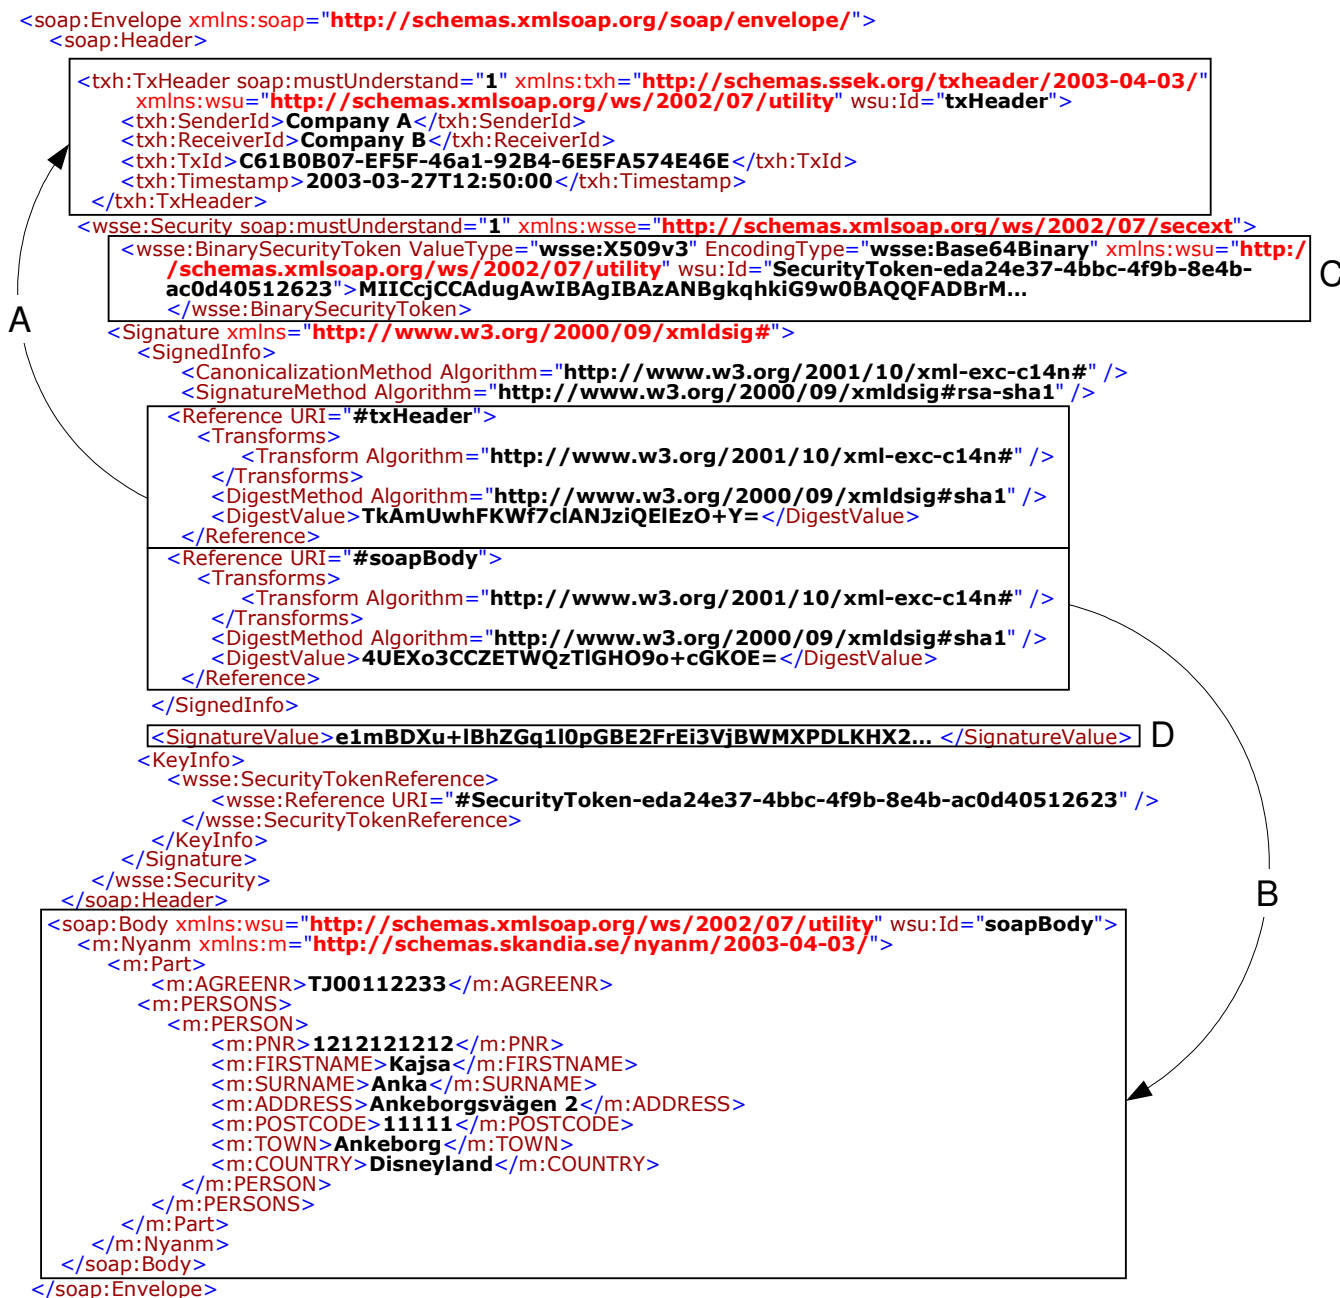 <soap:Envelope xmlns:soap="http://schemas.xmlsoap.org/soap/envelope/">
<soap:Header>
<txh:TxHeader soap:mustUnderstand="1" xmlns:txh="http://schemas.ssek.org/txheader/2003-04-03/"
xmlns:wsu="http://schemas.xmlsoap.org/ws/2002/07/utility" wsu:Id="txHeader">
<txh:SenderId>Company A</txh:SenderId>
<txh:ReceiverId>Company B</txh:ReceiverId>
<txh:TxId>C61B0B07-EF5F-46a1-92B4-6E5FA574E46E</txh:TxId>
<txh:Timestamp>2003-03-27T12:50:00</txh:Timestamp>
</txh:TxHeader>
<wsse:Security soap:mustUnderstand="1" xmlns:wsse="http://schemas.xmlsoap.org/ws/2002/07/secext">
<wsse:BinarySecurityToken ValueType="wsse:X509v3" EncodingType="wsse:Base64Binary" xmlns:wsu="http:/
/schemas.xmlsoap.org/ws/2002/07/utility" wsu:Id="SecurityToken-eda24e37-4bbc-4f9b-8e4b-
ac0d40512623">MIICcjCCAdugAwIBAgIBAzANBgkqhkiG9w0BAQQFADBrM...
</wsse:BinarySecurityToken>
C
A
<Signature xmlns="http://www.w3.org/2000/09/xmldsig#">
<SignedInfo>
<CanonicalizationMethod Algorithm="http://www.w3.org/2001/10/xml-exc-c14n#" />
<SignatureMethod Algorithm="http://www.w3.org/2000/09/xmldsig#rsa-sha1" />
<Reference URI="#txHeader">
<Transforms>
<Transform Algorithm="http://www.w3.org/2001/10/xml-exc-c14n#" />
</Transforms>
<DigestMethod Algorithm="http://www.w3.org/2000/09/xmldsig#sha1" />
<DigestValue>TkAmUwhFKWf7clANJziQElEzO+Y=</DigestValue>
</Reference>
<Reference URI="#soapBody">
<Transforms>
<Transform Algorithm="http://www.w3.org/2001/10/xml-exc-c14n#" />
</Transforms>
<DigestMethod Algorithm="http://www.w3.org/2000/09/xmldsig#sha1" />
<DigestValue>4UEXo3CCZETWQzTlGHO9o+cGKOE=</DigestValue>
</Reference>
</SignedInfo>
<SignatureValue>e1mBDXu+lBhZGq1l0pGBE2FrEi3VjBWMXPDLKHX2... </SignatureValue>
D
<KeyInfo>
<wsse:SecurityTokenReference>
<wsse:Reference URI="#SecurityToken-eda24e37-4bbc-4f9b-8e4b-ac0d40512623" />
</wsse:SecurityTokenReference>
</KeyInfo>
</Signature>
</wsse:Security>
</soap:Header>
B
<soap:Body xmlns:wsu="http://schemas.xmlsoap.org/ws/2002/07/utility" wsu:Id="soapBody">
<m:Nyanm xmlns:m="http://schemas.skandia.se/nyanm/2003-04-03/">
<m:Part>
<m:AGREENR>TJ00112233</m:AGREENR>
<m:PERSONS>
<m:PERSON>
<m:PNR>1212121212</m:PNR>
<m:FIRSTNAME>Kajsa</m:FIRSTNAME>
<m:SURNAME>Anka</m:SURNAME>
<m:ADDRESS>Ankeborgsvägen 2</m:ADDRESS>
<m:POSTCODE>11111</m:POSTCODE>
<m:TOWN>Ankeborg</m:TOWN>
<m:COUNTRY>Disneyland</m:COUNTRY>
</m:PERSON>
</m:PERSONS>
</m:Part>
</m:Nyanm>
</soap:Body>
</soap:Envelope>